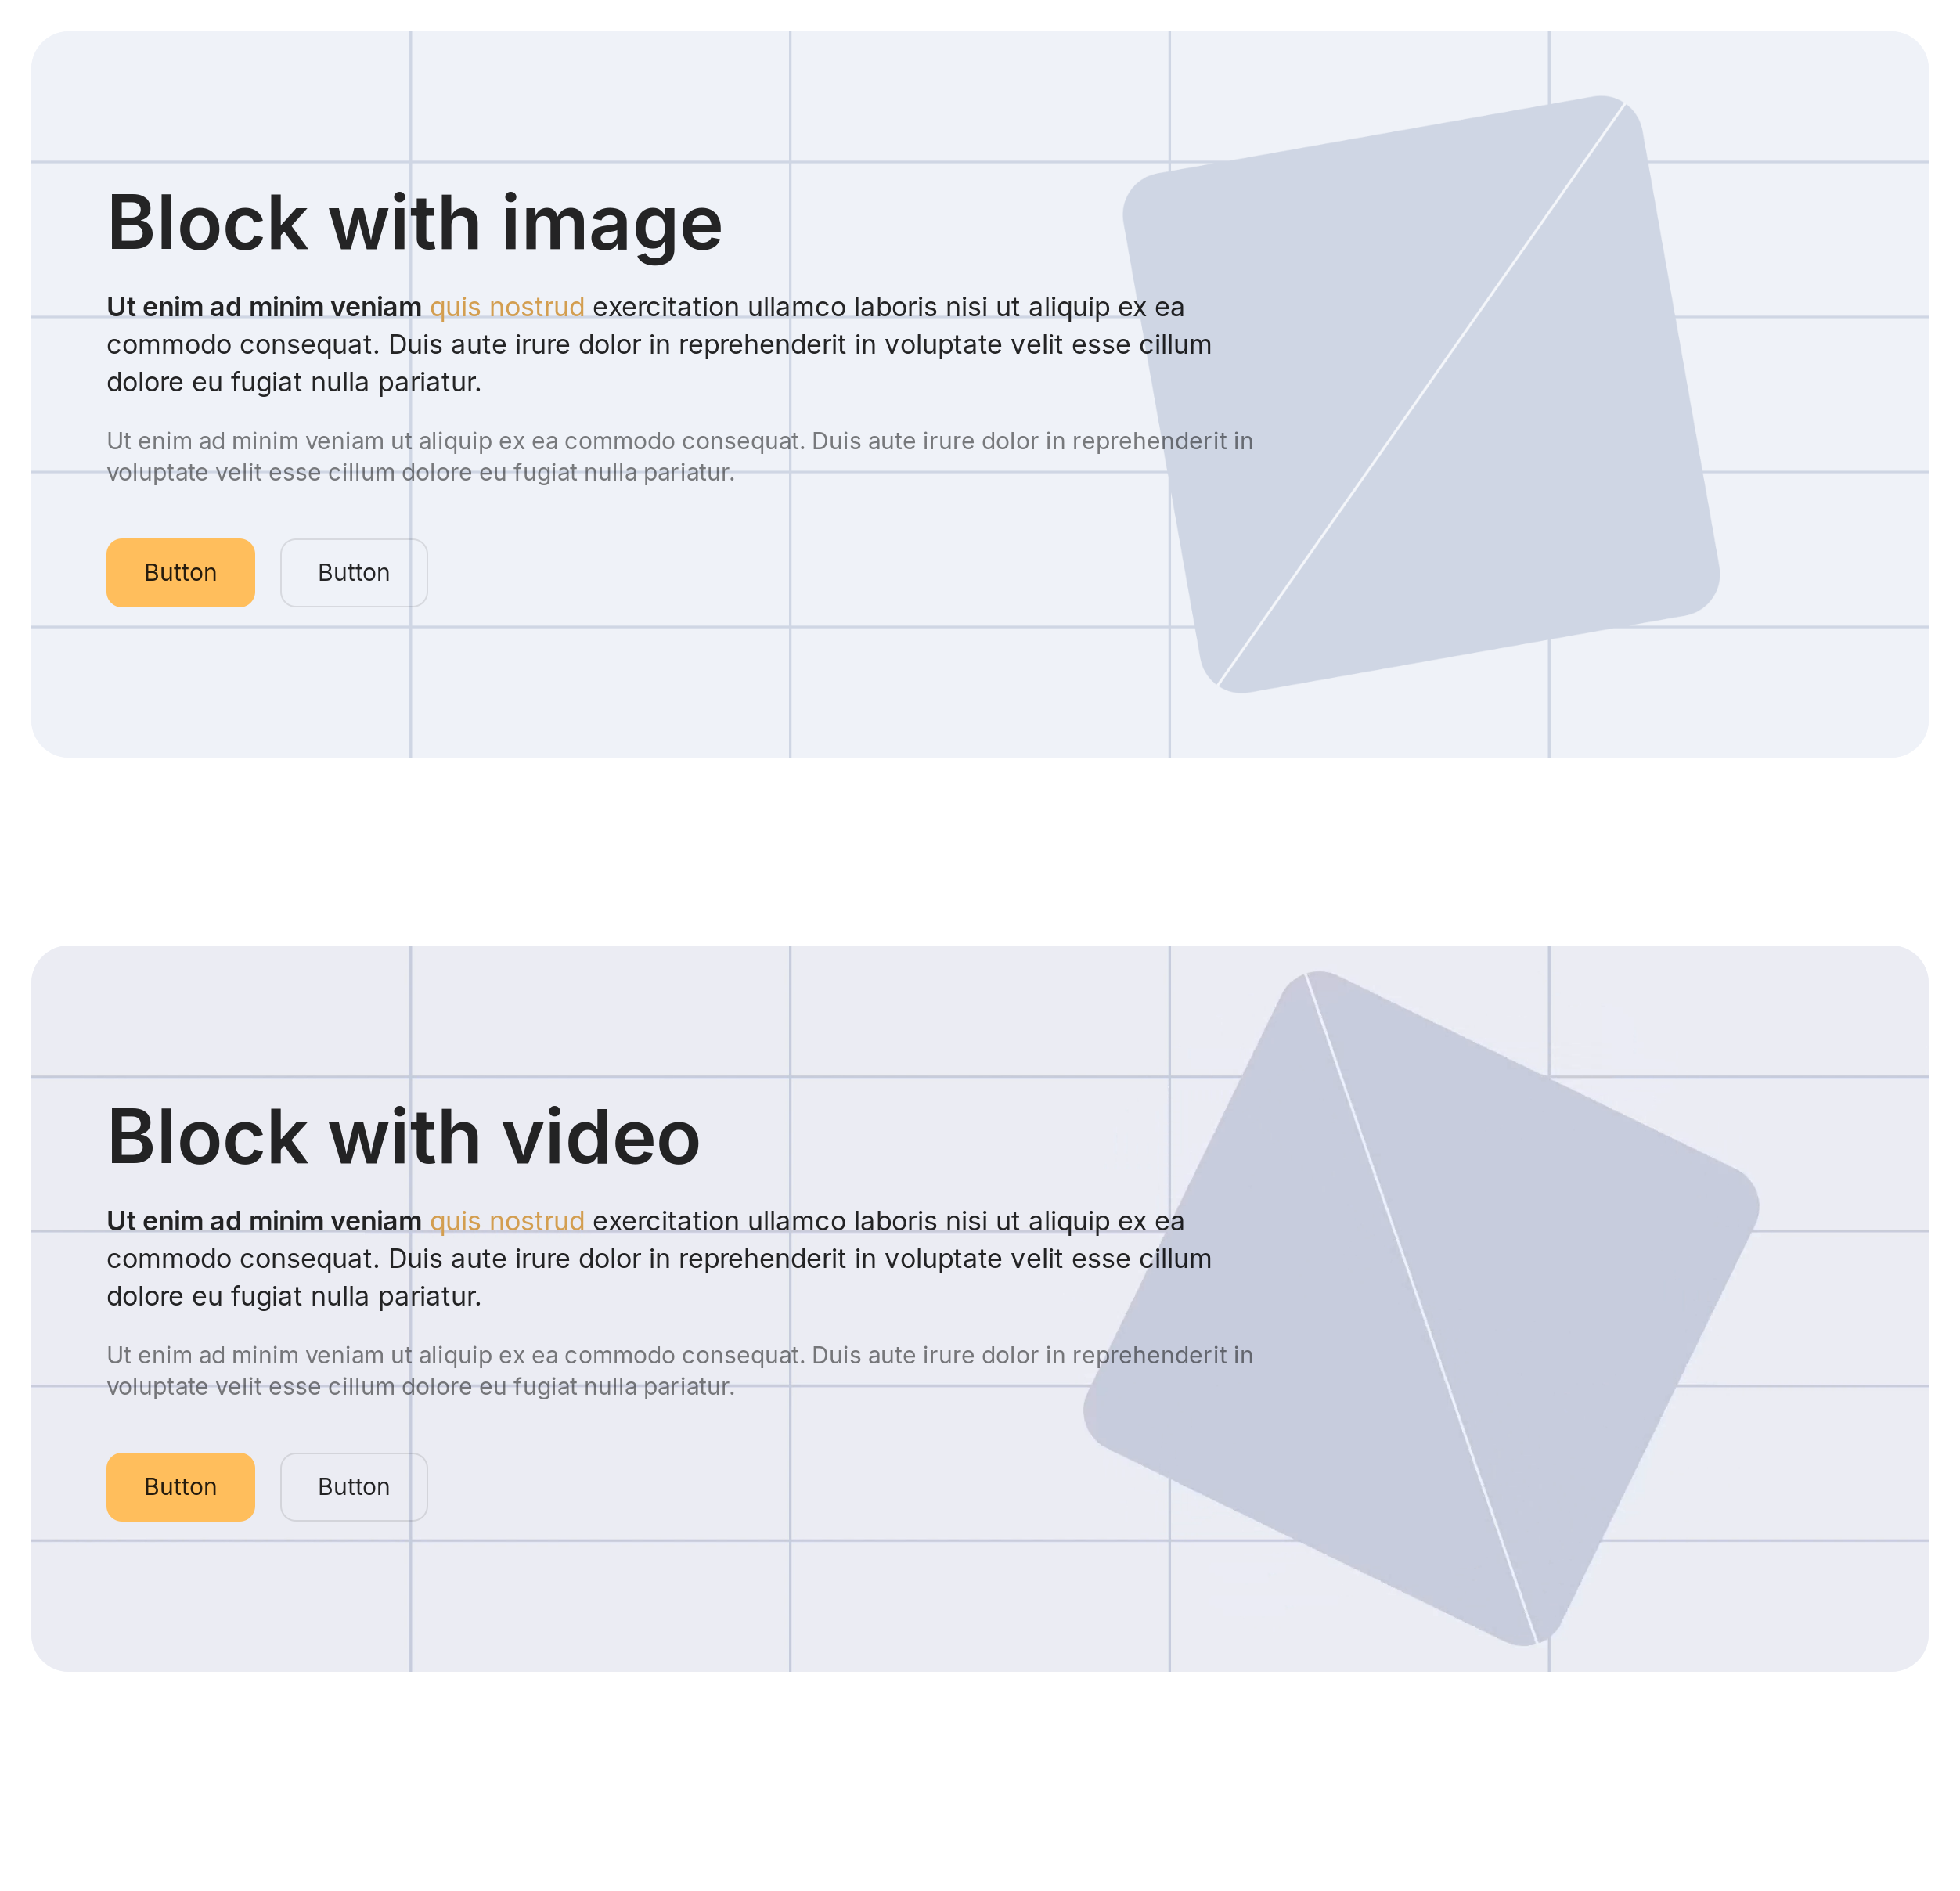 Block with image
Ut enim ad minim veniam quis nostrud exercitation ullamco laboris nisi ut aliquip ex ea
commodo consequat. Duis aute irure dolor in reprehenderit in voluptate velit esse cillum
dolore eu fugiat nulla pariatur.
Ut enim ad minim veniam ut aliquip ex ea commodo consequat. Duis aute irure dolor in reprehenderit in
voluptate velit esse cillum dolore eu fugiat nulla pariatur.
Button Button
Block with video
Ut enim ad minim veniam quis nostrud exercitation ullamco laboris nisi ut aliquip ex ea
commodo consequat. Duis aute irure dolor in reprehenderit in voluptate velit esse cillum
dolore eu fugiat nulla pariatur.
Ut enim ad minim veniam ut aliquip ex ea commodo consequat. Duis aute irure dolor in reprehenderit in
voluptate velit esse cillum dolore eu fugiat nulla pariatur.
Button Button